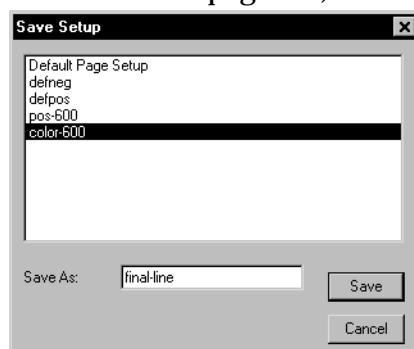 Save Setup
Default Page Setup
defneg
defpos
pos-600
color-600
Save As: final-line
Save
Cancel